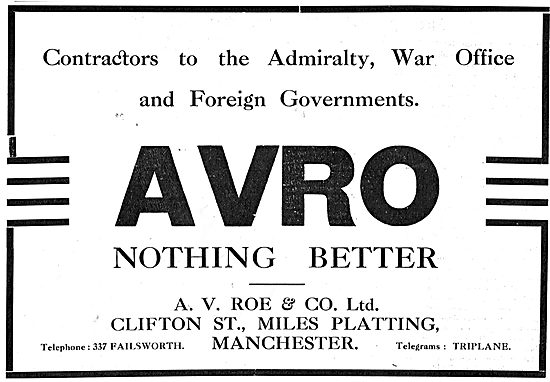 Contractors to the Admiralty, War Office
and Foreign Governments.
AVRO
NOTHING BETTER
A. V. ROE & CO. Ltd.
CLIFTON ST., MILES PLATTING,
Telephone : 337 FAILSWORTH. MANCHESTER. Telegrams : TRIPLANE.